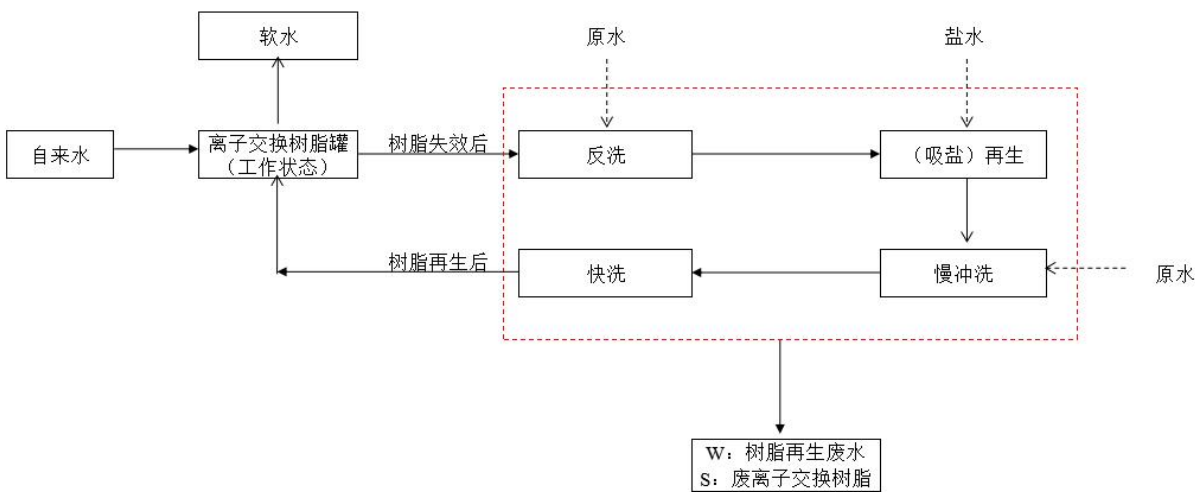 软水
原水
盐水
自来水
离子交换树脂罐
（工作状态）
树脂失效后
反洗
（吸盐）再生
树脂再生后
快洗
慢冲洗
原水
W：树脂再生废水
S：废离子交换树脂